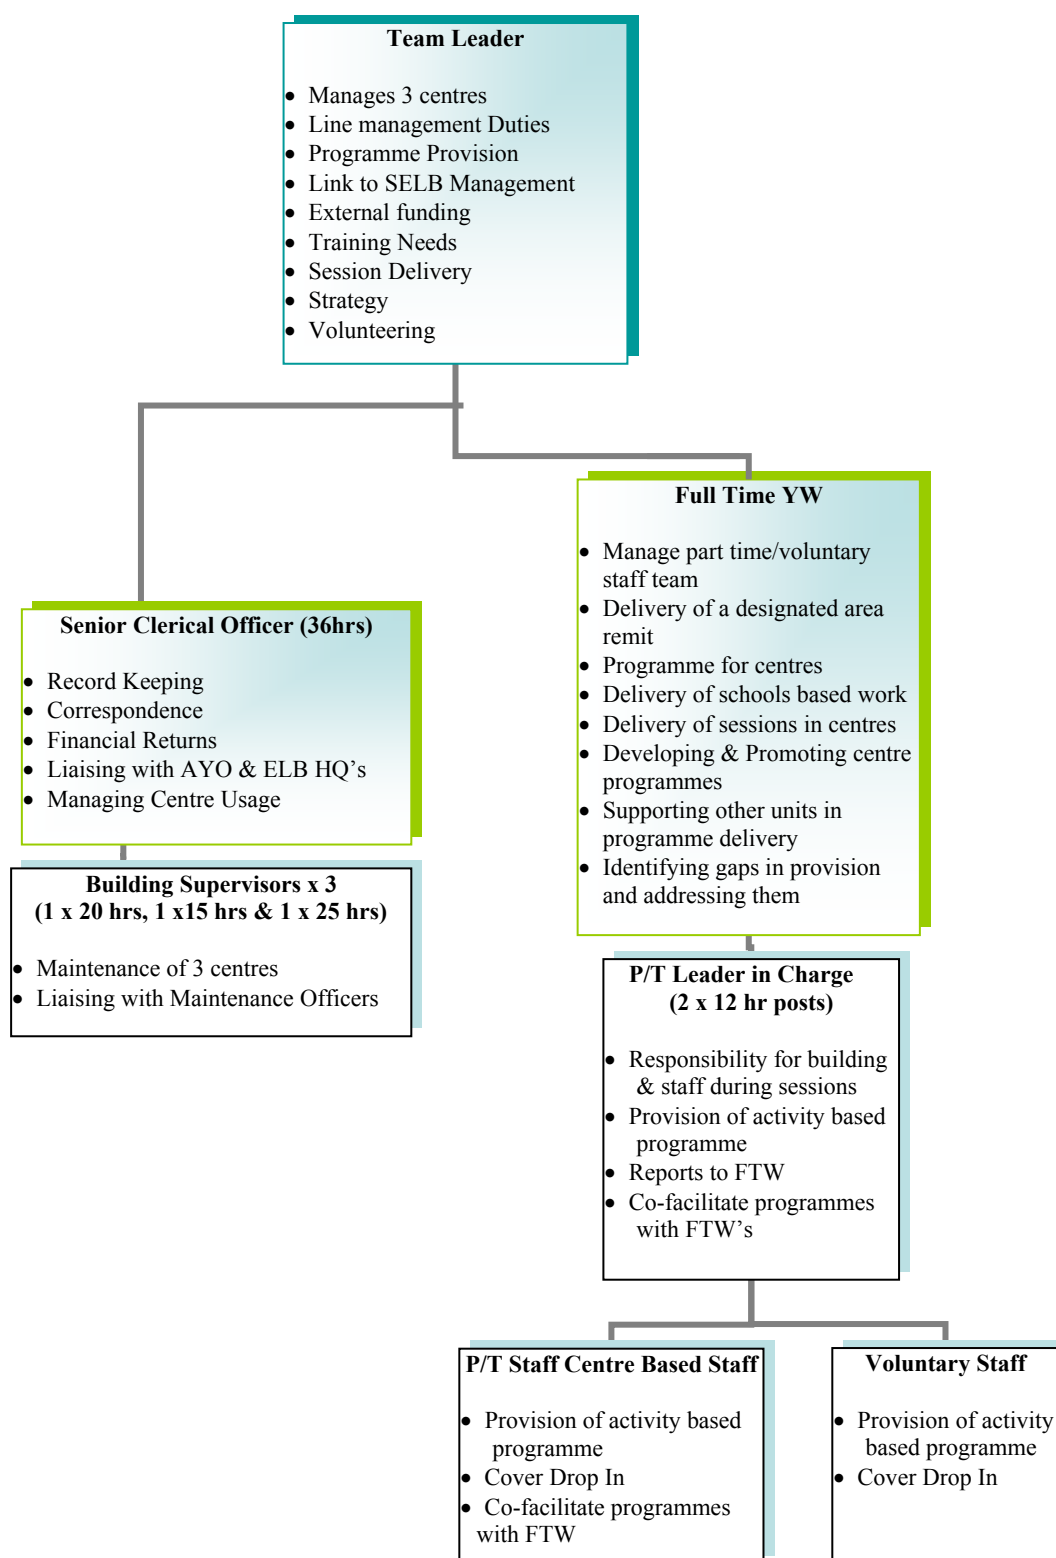 Team Leader
• Manages 3 centres
• Line management Duties
• Programme Provision
• Link to SELB Management
• External funding
• Training Needs
• Session Delivery
• Strategy
• Volunteering
Senior Clerical Officer (36hrs)
• Record Keeping
• Correspondence
• Financial Returns
• Liaising with AYO & ELB HQ’s
• Managing Centre Usage
Building Supervisors x 3
(1 x 20 hrs, 1 x15 hrs & 1 x 25 hrs)
• Maintenance of 3 centres
• Liaising with Maintenance Officers
Full Time YW
• Manage part time/voluntary
staff team
• Delivery of a designated area
remit
• Programme for centres
• Delivery of schools based work
• Delivery of sessions in centres
• Developing & Promoting centre
programmes
• Supporting other units in
programme delivery
• Identifying gaps in provision
and addressing them
P/T Leader in Charge
(2 x 12 hr posts)
• Responsibility for building
& staff during sessions
• Provision of activity based
programme
• Reports to FTW
• Co-facilitate programmes
with FTW’s
P/T Staff Centre Based Staff
• Provision of activity based
programme
• Cover Drop In
• Co-facilitate programmes
with FTW
Voluntary Staff
• Provision of activity
based programme
• Cover Drop In